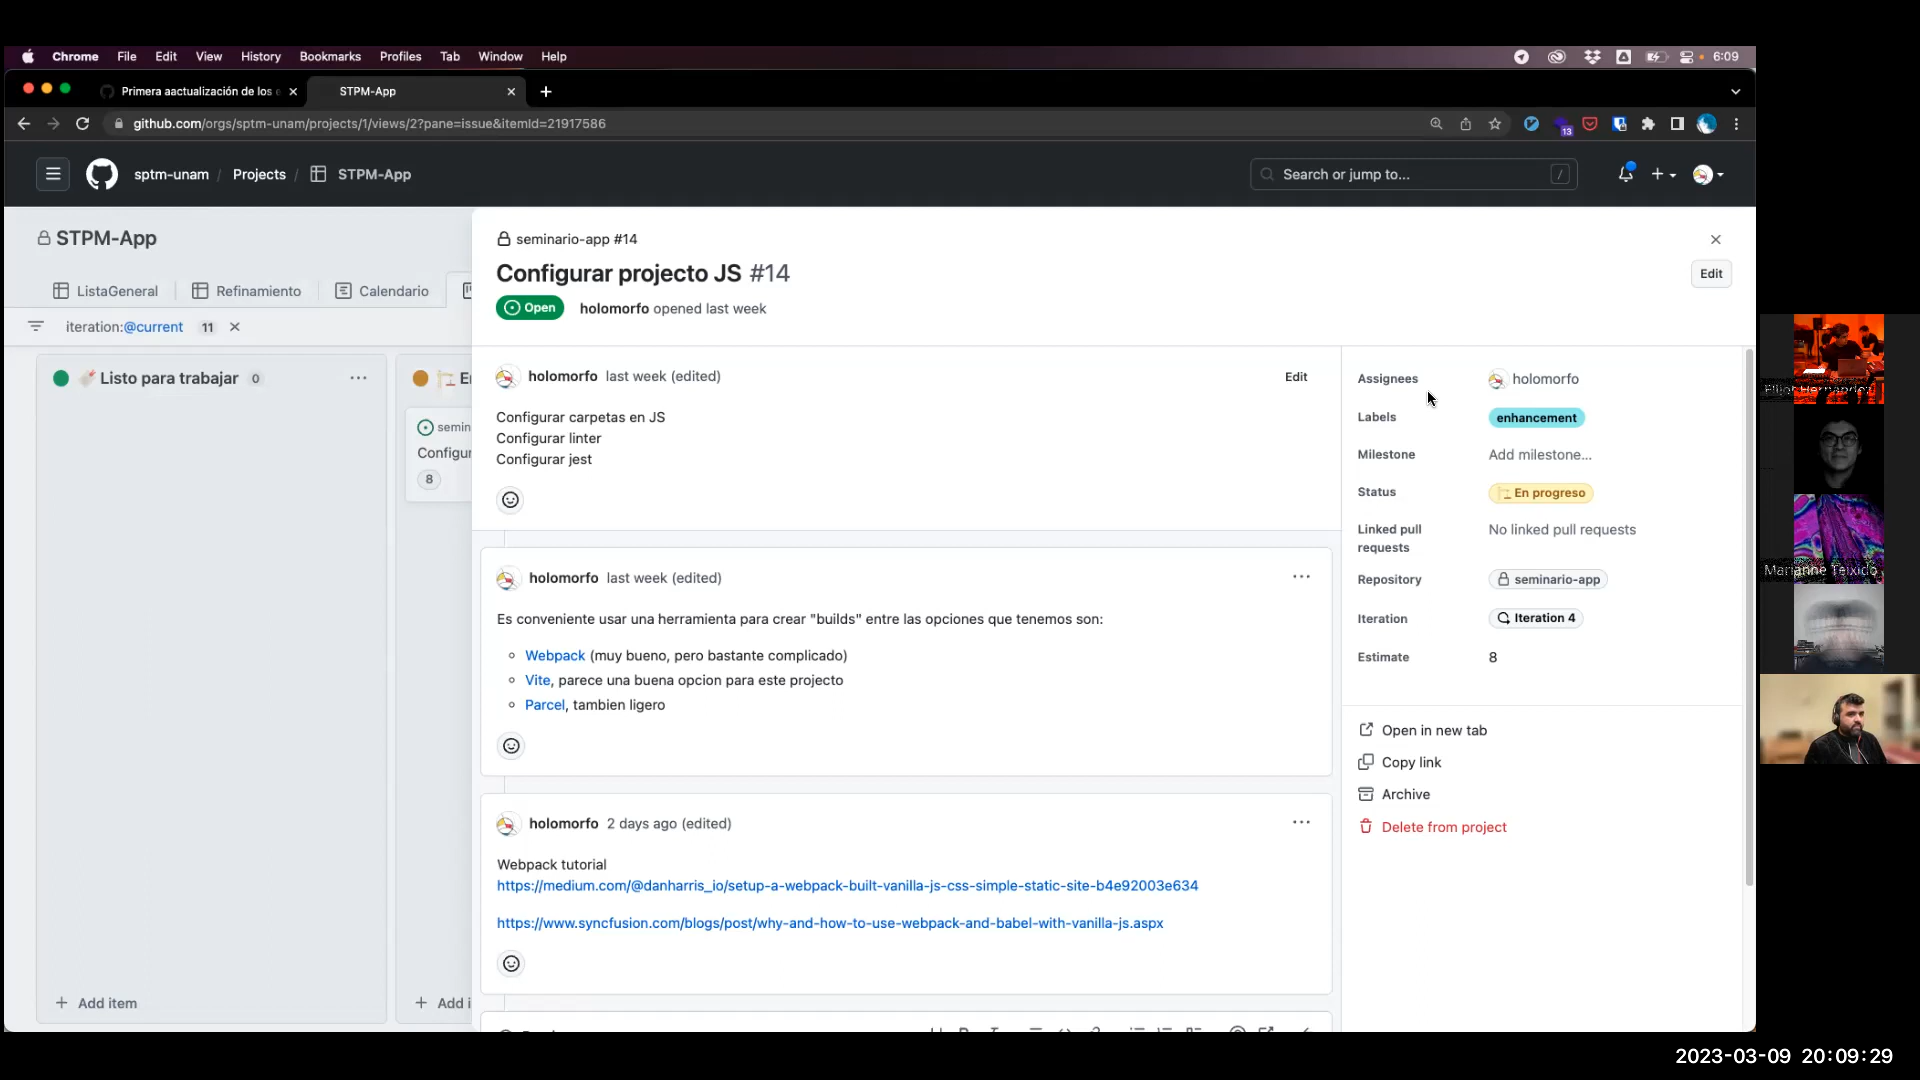 Chrome File Edit View History Bookmarks Profiles Tab Window Help 6:09
Primera aactualización de los e
STPM-App
github.com/orgs/sptm-unam/projects/1/views/2?pane=issue&itemId=21917586
13
sptm-unam / Projects / STPM-App
Search or jump to... /
STPM-App
ListaGeneral Refinamiento Calendario
iteration:@current 11
Listo para trabajar 0
semin
Configur
8
Add item
Add i
seminario-app #14
Configurar projecto JS #14
Edit
Open holomorfo opened last week
holomorfo last week (edited) Edit
Configurar carpetas en JS
Configurar linter
Configurar jest
holomorfo last week (edited)
Es conveniente usar una herramienta para crear "builds" entre las opciones que tenemos son:
Webpack (muy bueno, pero bastante complicado)
Vite, parece una buena opcion para este projecto
Parcel, tambien ligero
holomorfo 2 days ago (edited)
Webpack tutorial
https://medium.com/@danharris_io/setup-a-webpack-built-vanilla-js-css-simple-static-site-b4e92003e634
https://www.syncfusion.com/blogs/post/why-and-how-to-use-webpack-and-babel-with-vanilla-js.aspx
Assignees holomorfo
Labels enhancement
Milestone Add milestone...
Status En progreso
Linked pull requests No linked pull requests
Repository seminario-app
Iteration Iteration 4
Estimate 8
Open in new tab
Copy link
Archive
Delete from project
Marianne Teixido
2023-03-09 20:09:29